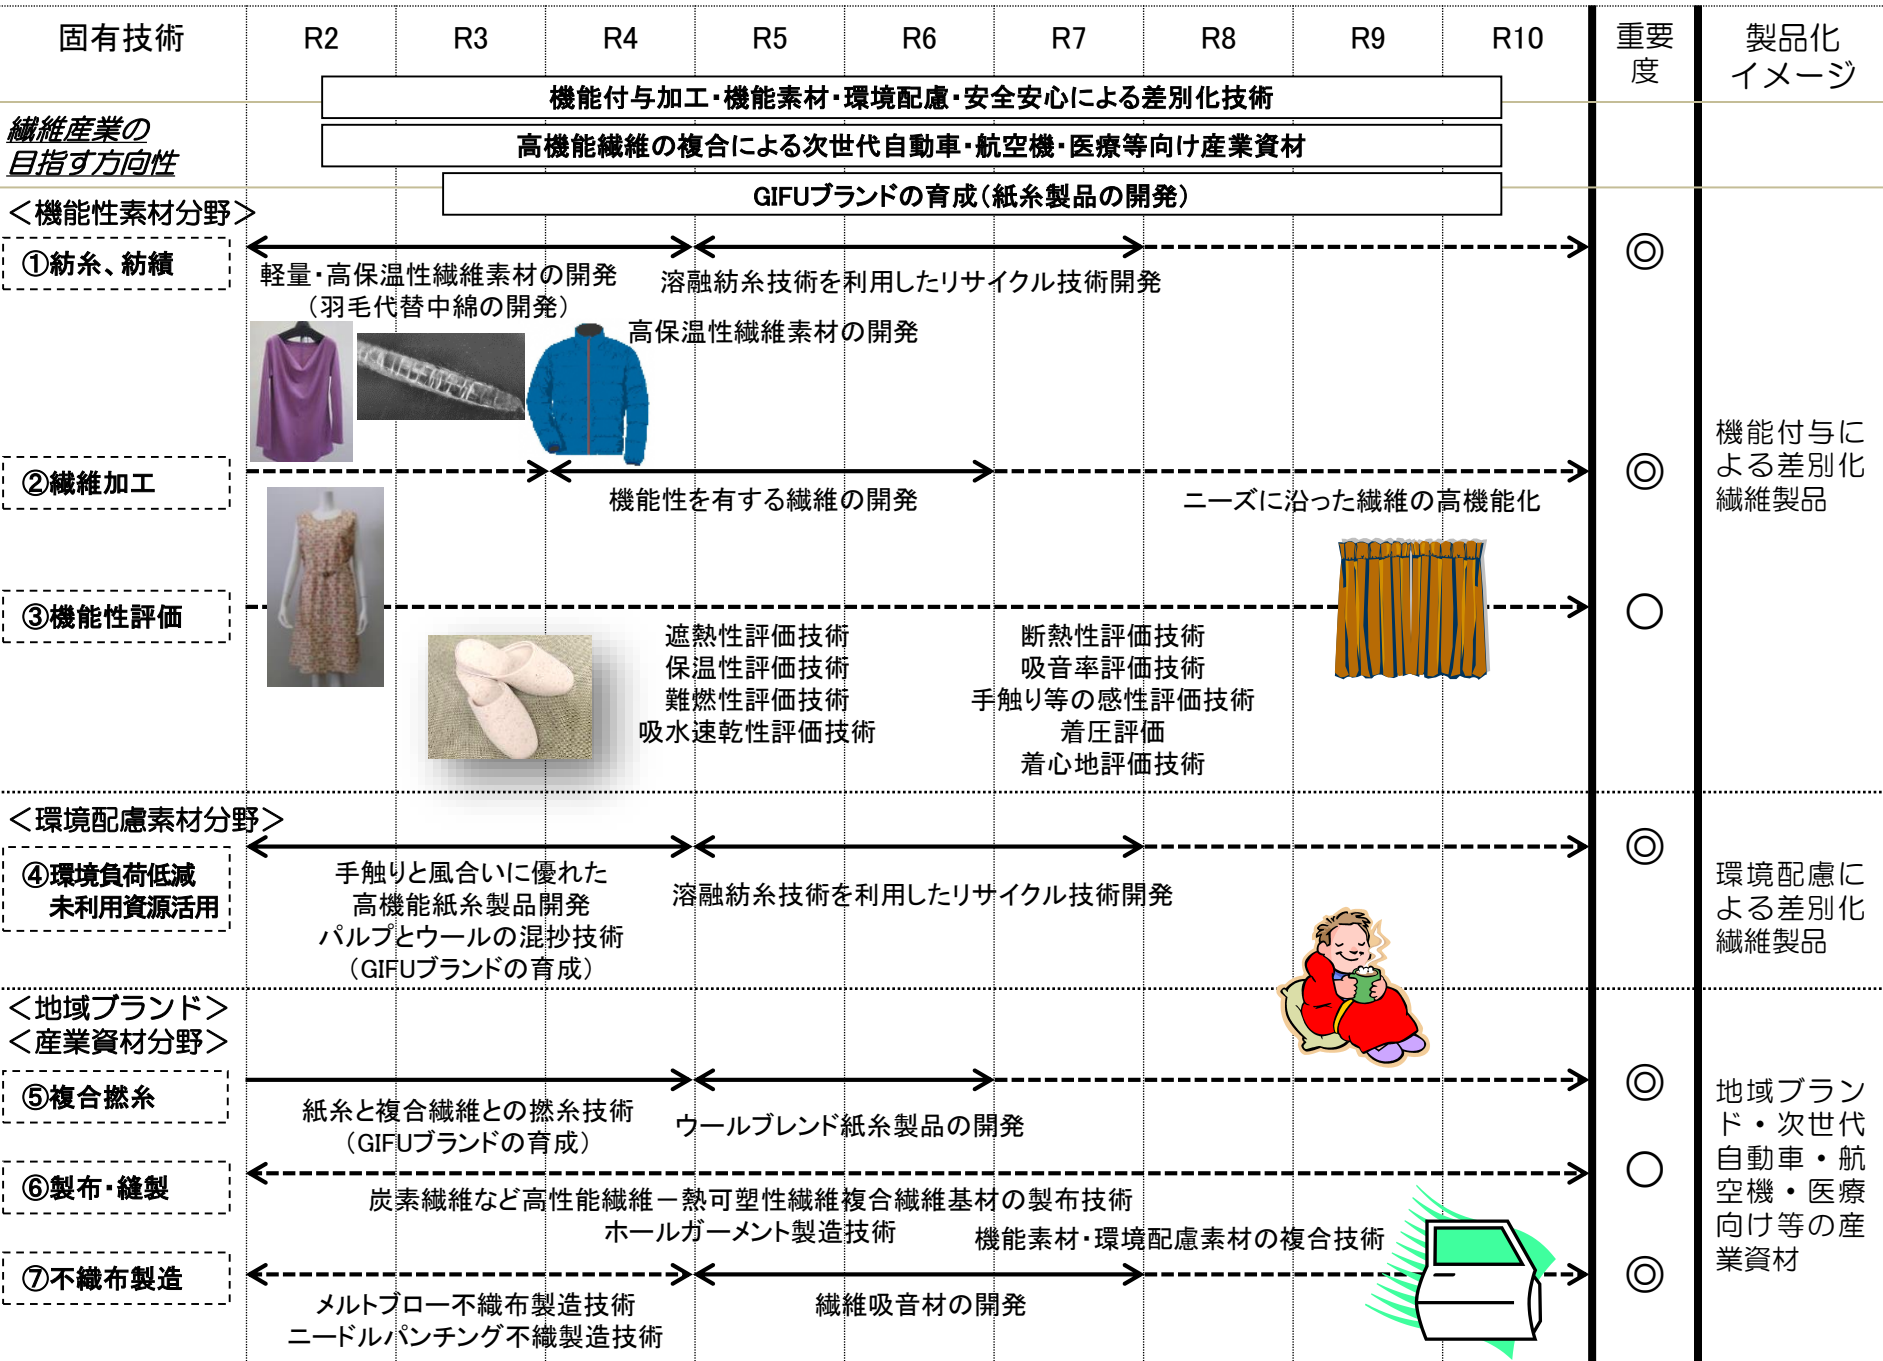 固有技術 R2 R3 R4 R5 R6 R7 R8 R9 R10 重要度 製品化イメージ
機能付与加工・機能素材・環境配慮・安全安心による差別化技術
繊維産業の
目指す方向性
高機能繊維の複合による次世代自動車・航空機・医療等向け産業資材
GIFUブランドの育成（紙糸製品の開発）
＜機能性素材分野＞
①紡糸、紡績
◎
軽量・高保温性繊維素材の開発
（羽毛代替中綿の開発）
溶融紡糸技術を利用したリサイクル技術開発
高保温性繊維素材の開発
②繊維加工
◎
機能性を有する繊維の開発
ニーズに沿った繊維の高機能化
機能付与に
よる差別化
繊維製品
③機能性評価
○
遮熱性評価技術
保温性評価技術
難燃性評価技術
吸水速乾性評価技術
断熱性評価技術
吸音率評価技術
手触り等の感性評価技術
着圧評価
着心地評価技術
＜環境配慮素材分野＞
④環境負荷低減
未利用資源活用
◎
手触りと風合いに優れた
高機能紙糸製品開発
パルプとウールの混抄技術
（GIFUブランドの育成）
溶融紡糸技術を利用したリサイクル技術開発
環境配慮に
よる差別化
繊維製品
＜地域ブランド＞
＜産業資材分野＞
⑤複合撚糸
◎
紙糸と複合繊維との撚糸技術
（GIFUブランドの育成）
ウールブレンド紙糸製品の開発
⑥製布・縫製
○
炭素繊維など高性能繊維－熱可塑性繊維複合繊維基材の製布技術
ホールガーメント製造技術
機能素材・環境配慮素材の複合技術
地域ブラン
ド・次世代
自動車・航
空機・医療
向け等の産
業資材
⑦不織布製造
◎
メルトブロー不織布製造技術
ニードルパンチング不織製造技術
繊維吸音材の開発